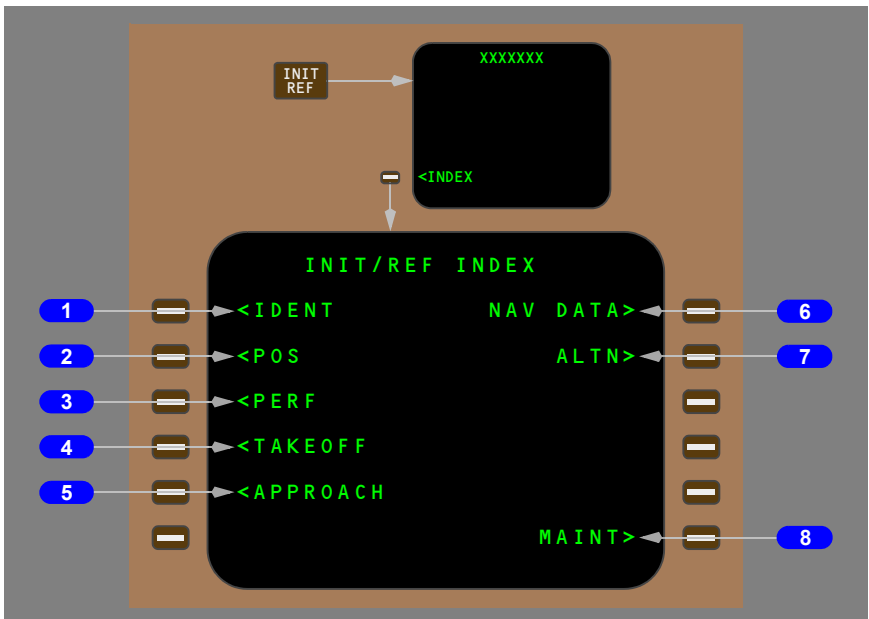 XXXXXXX
INIT
REF
<INDEX
INIT/REF INDEX
1 <IDENT NAV DATA> 6
2 <POS ALTN> 7
3 <PERF
4 <TAKEOFF
5 <APPROACH
MAINT> 8